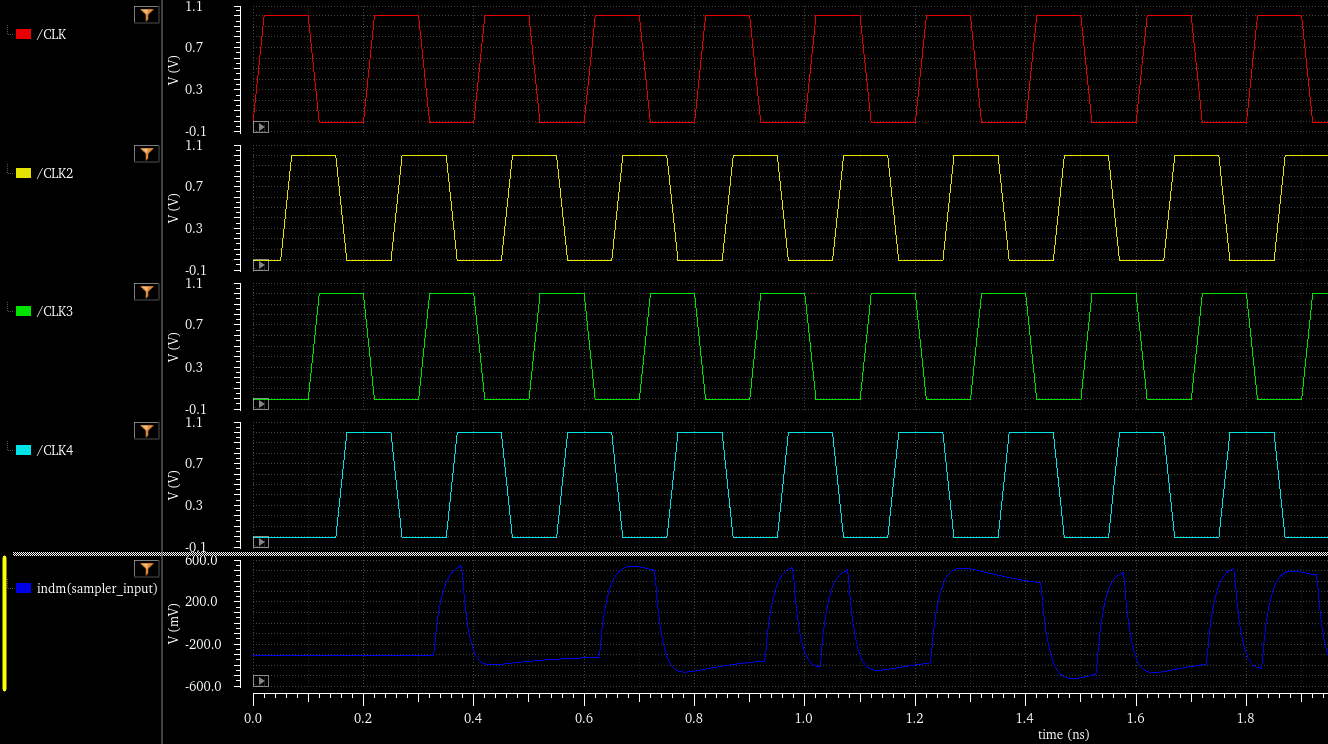 /CLK
V (V)
1.1
0.7
0.3
-0.1
/CLK2
V (V)
1.1
0.7
0.3
-0.1
/CLK3
V (V)
1.1
0.7
0.3
-0.1
/CLK4
V (V)
1.1
0.7
0.3
-0.1
indm(sampler_input)
V (mV)
600.0
200.0
-200.0
-600.0
0.0 0.2 0.4 0.6 0.8 1.0 1.2 1.4 1.6 1.8
time (ns)